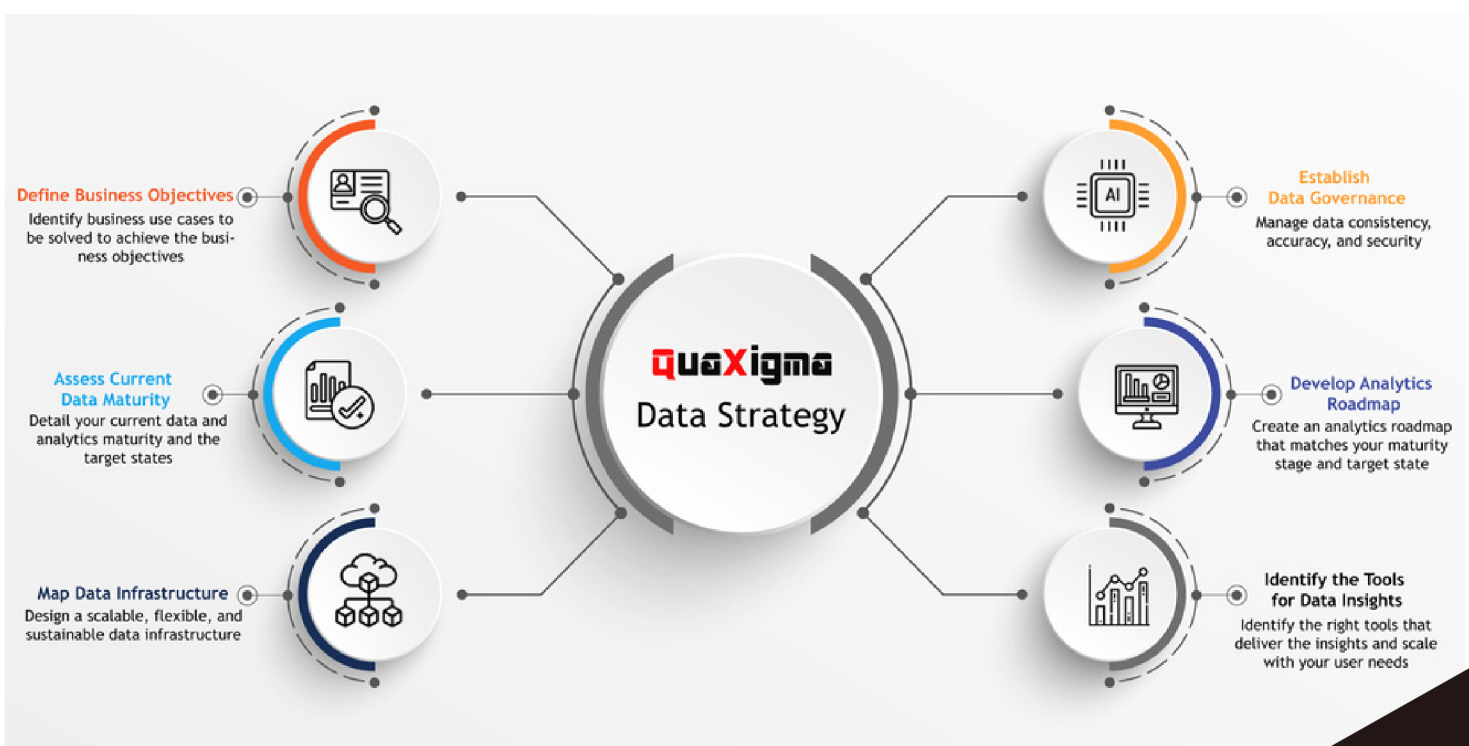 Define Business Objectives
Identify business use cases to
be solved to achieve the busi-
ness objectives
Assess Current
Data Maturity
Detail your current data and
analytics maturity and the
target states
Map Data Infrastructure
Design a scalable, flexible, and
sustainable data infrastructure
quaXigma
Data Strategy
AI
Establish
Data Governance
Manage data consistency,
accuracy, and security
Develop Analytics
Roadmap
Create an analytics roadmap
that matches your maturity
stage and target state
Identify the Tools
for Data Insights
Identify the right tools that
deliver the insights and scale
with your user needs